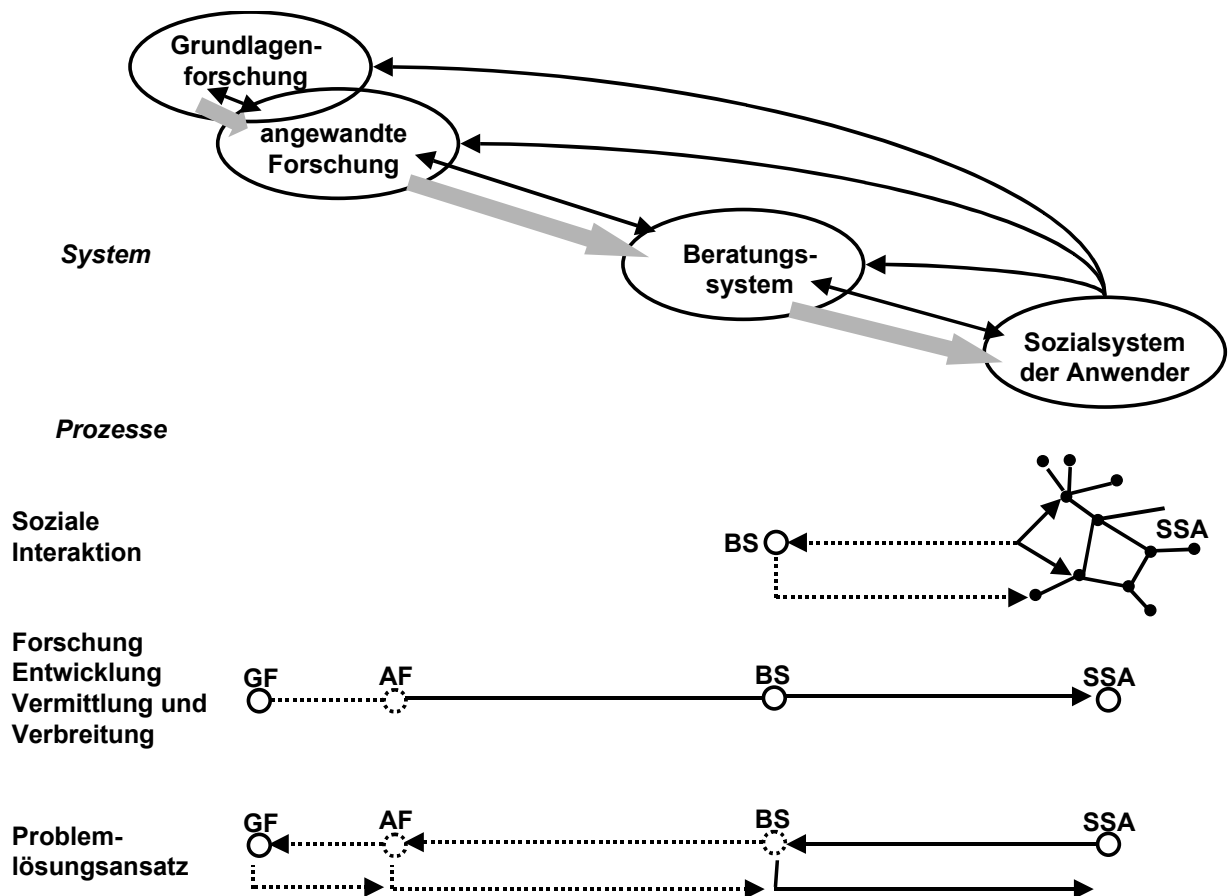 Grundlagen-
forschung
angewandte
Forschung
System
Beratungs-
system
Sozialsystem
der Anwender
Prozesse
Soziale
Interaktion
BS
SSA
Forschung
Entwicklung
Vermittlung und
Verbreitung
GF
AF
BS
SSA
Problem-
lösungsansatz
GF
AF
BS
SSA